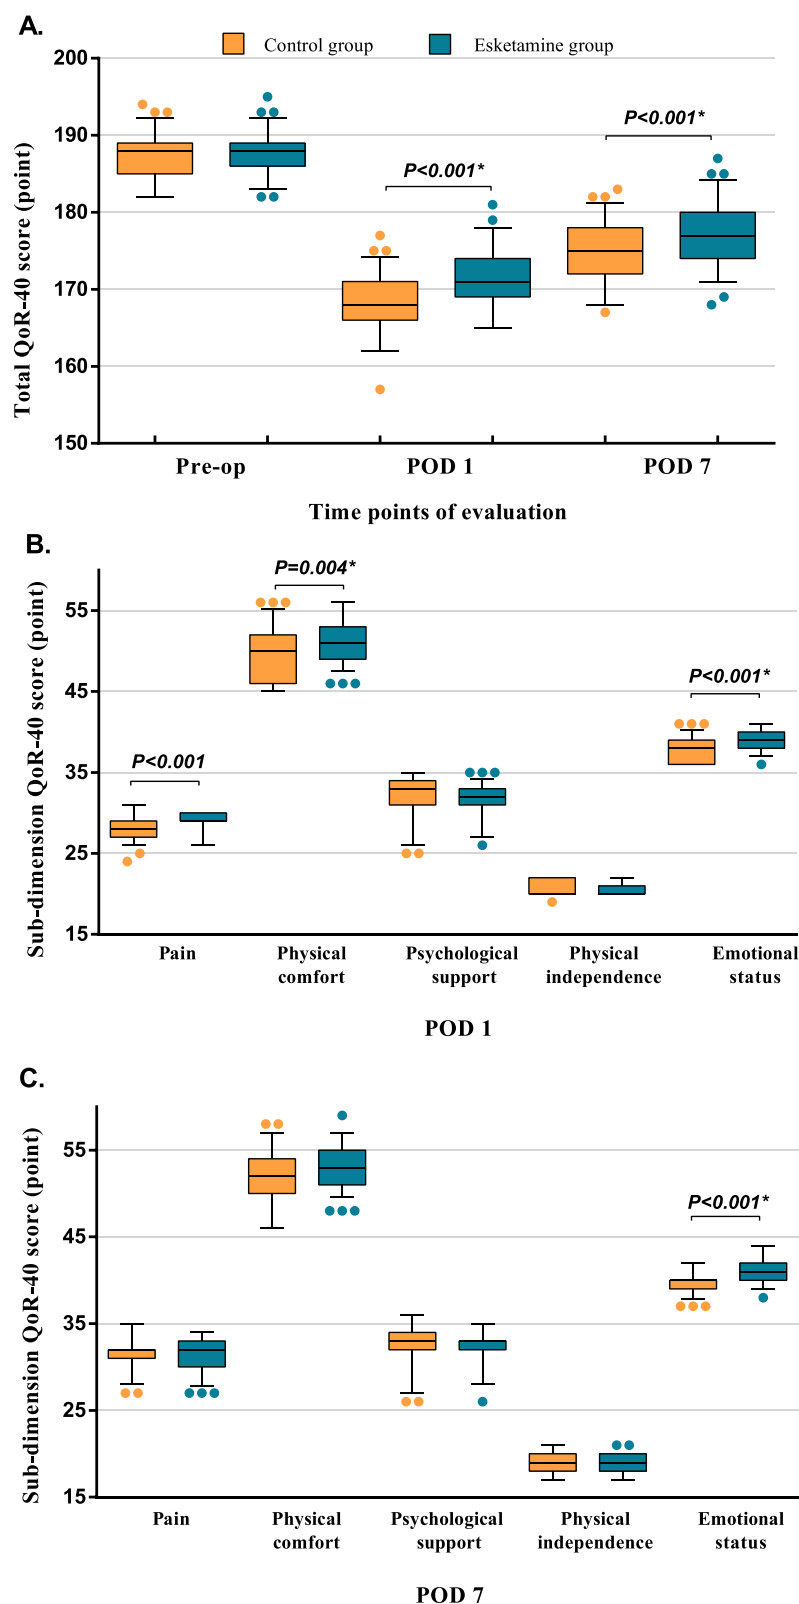 A.
Control group
Esketamine group
Total QoR-40 score (point)
200
190
180
170
160
150
P<0.001*
P<0.001*
Pre-op
POD 1
POD 7
Time points of evaluation
B.
Sub-dimension QoR-40 score (point)
55
45
35
25
15
P<0.001
P=0.004*
P<0.001*
Pain
Physical
comfort
Psychological
support
Physical
independence
Emotional
status
POD 1
C.
Sub-dimension QoR-40 score (point)
55
45
35
25
15
P<0.001*
Pain
Physical
comfort
Psychological
support
Physical
independence
Emotional
status
POD 7